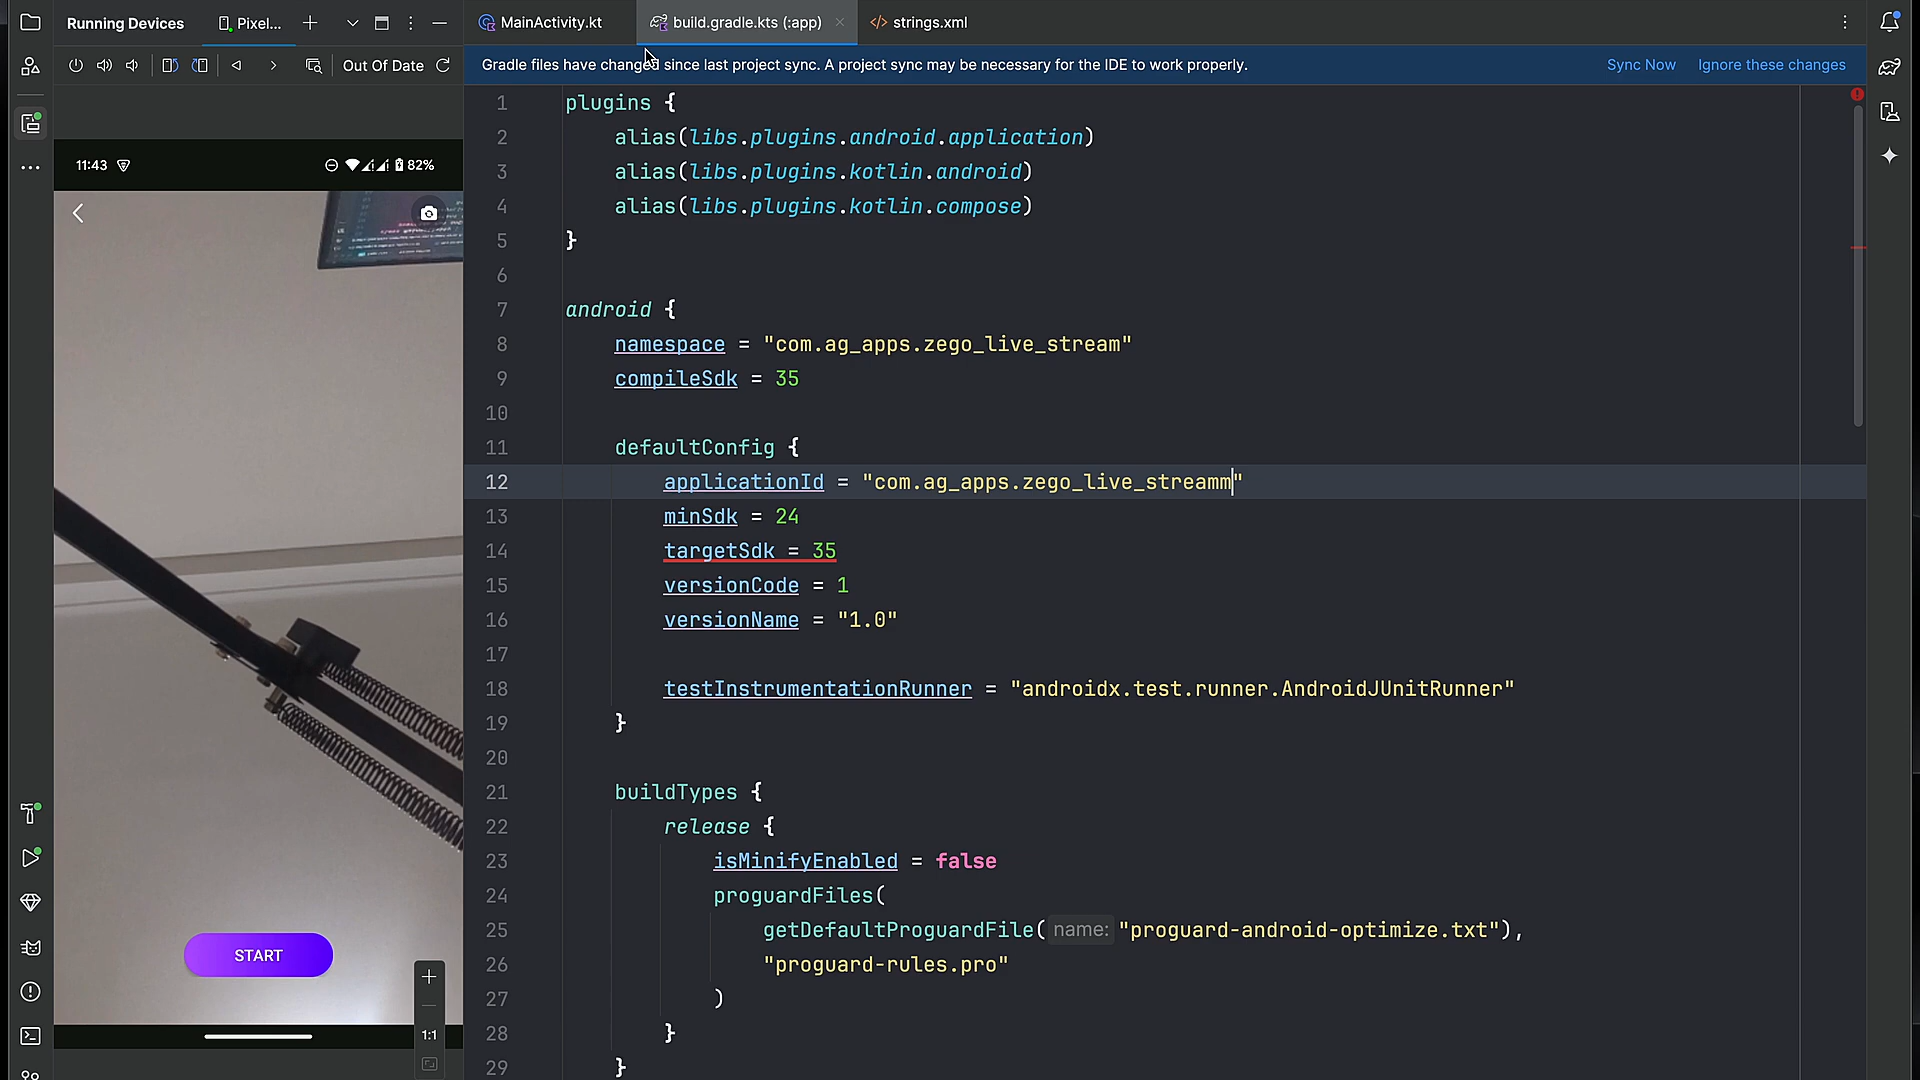 Running Devices
Pixel...
MainActivity.kt
build.gradle.kts (:app)
strings.xml
Out Of Date
Gradle files have changed since last project sync. A project sync may be necessary for the IDE to work properly.
Sync Now
Ignore these changes
11:43
82%
START
1:1
1 plugins {
2 alias(libs.plugins.android.application)
3 alias(libs.plugins.kotlin.android)
4 alias(libs.plugins.kotlin.compose)
5 }
6
7 android {
8 namespace = "com.ag_apps.zego_live_stream"
9 compileSdk = 35
10
11 defaultConfig {
12 applicationId = "com.ag_apps.zego_live_streamm"
13 minSdk = 24
14 targetSdk = 35
15 versionCode = 1
16 versionName = "1.0"
17
18 testInstrumentationRunner = "androidx.test.runner.AndroidJUnitRunner"
19 }
20
21 buildTypes {
22 release {
23 isMinifyEnabled = false
24 proguardFiles(
25 getDefaultProguardFile( name: "proguard-android-optimize.txt"),
26 "proguard-rules.pro"
27 )
28 }
29 }